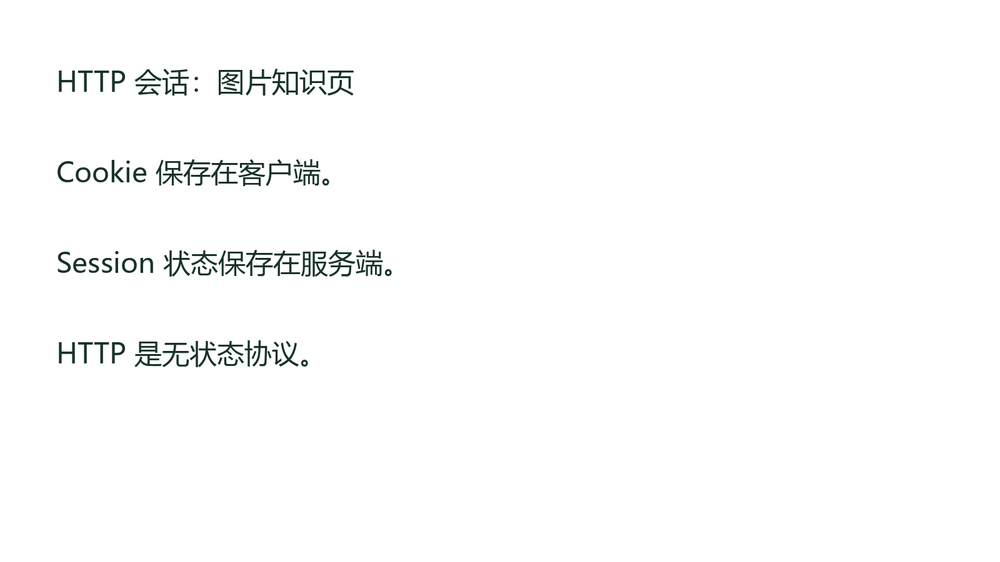 HTTP 会话：图片知识页
Cookie 保存在客户端。
Session 状态保存在服务端。
HTTP 是无状态协议。